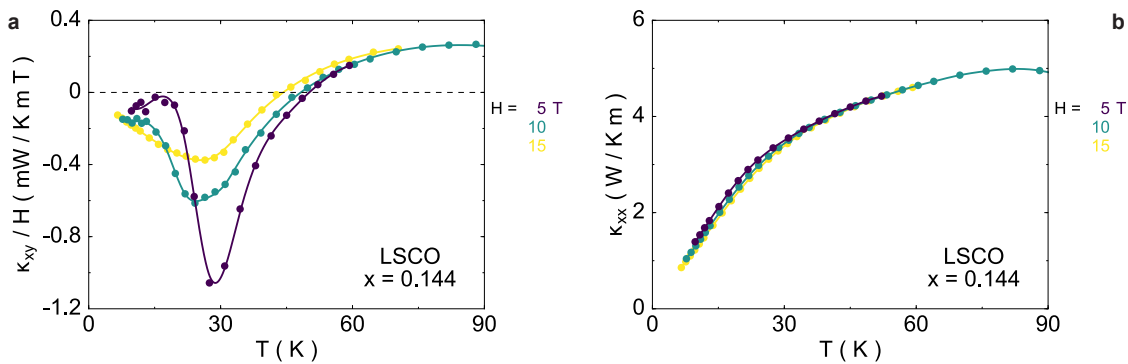 a
κxy / H ( mW / K m T )
0.4
0
-0.4
-0.8
-1.2
0
30
60
90
T ( K )
LSCO
x = 0.144
H = 5 T
10
15
b
κxx ( W / K m )
6
4
2
0
0
30
60
90
T ( K )
LSCO
x = 0.144
H = 5 T
10
15